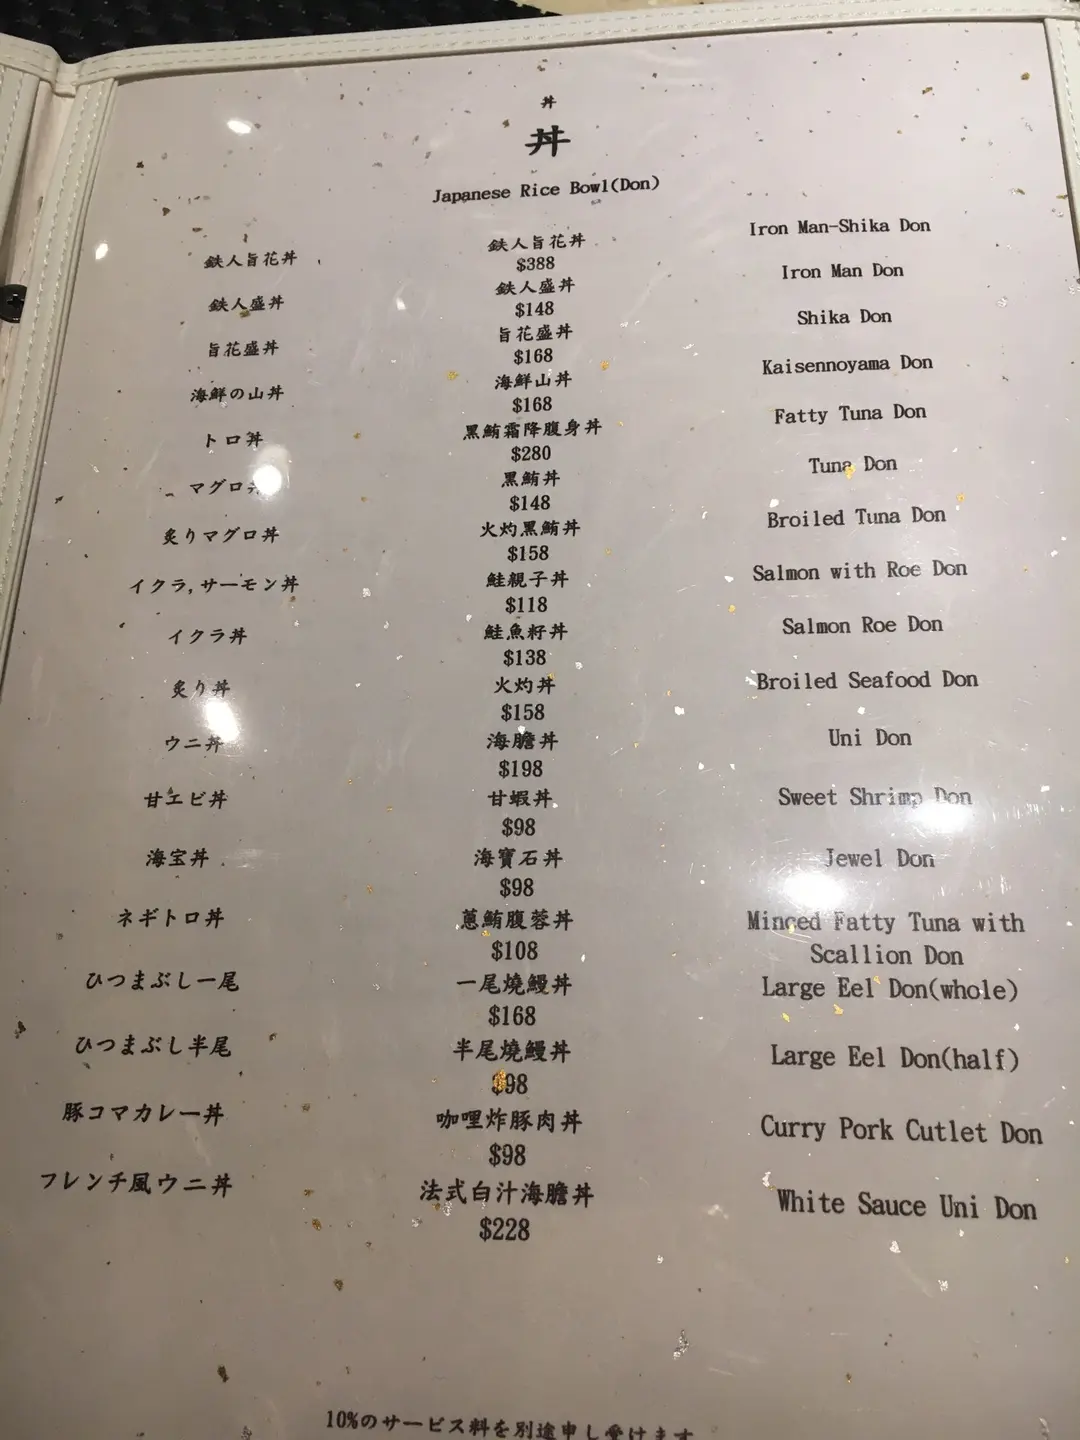 丼
丼
Japanese Rice Bowl(Don)
鉄人旨花丼 鉄人旨花丼 Iron Man-Shika Don
$388
鉄人盛丼 鉄人盛丼 Iron Man Don
$148
旨花盛丼 旨花盛丼 Shika Don
$168
海鮮の山丼 海鮮山丼 Kaisennoyama Don
$168
トロ丼 黑鮪霜降腹身丼 Fatty Tuna Don
$280
マグロ丼 黑鮪丼 Tuna Don
$148
炙りマグロ丼 火灼黑鮪丼 Broiled Tuna Don
$158
イクラ,サーモン丼 鮭親子丼 Salmon with Roe Don
$118
イクラ丼 鮭魚籽丼 Salmon Roe Don
$138
炙り丼 火灼丼 Broiled Seafood Don
$158
ウニ丼 海膽丼 Uni Don
$198
甘エビ丼 甘蝦丼 Sweet Shrimp Don
$98
海宝丼 海寶石丼 Jewel Don
$98
ネギトロ丼 蔥鮪腹蓉丼 Minced Fatty Tuna with
Scallion Don
$108
ひつまぶし一尾 一尾燒鰻丼 Large Eel Don(whole)
$168
ひつまぶし半尾 半尾燒鰻丼 Large Eel Don(half)
$98
豚コマカレー丼 咖哩炸豚肉丼 Curry Pork Cutlet Don
$98
フレンチ風ウニ丼 法式白汁海膽丼 White Sauce Uni Don
$228
10%のサービス料を別途申し受けます